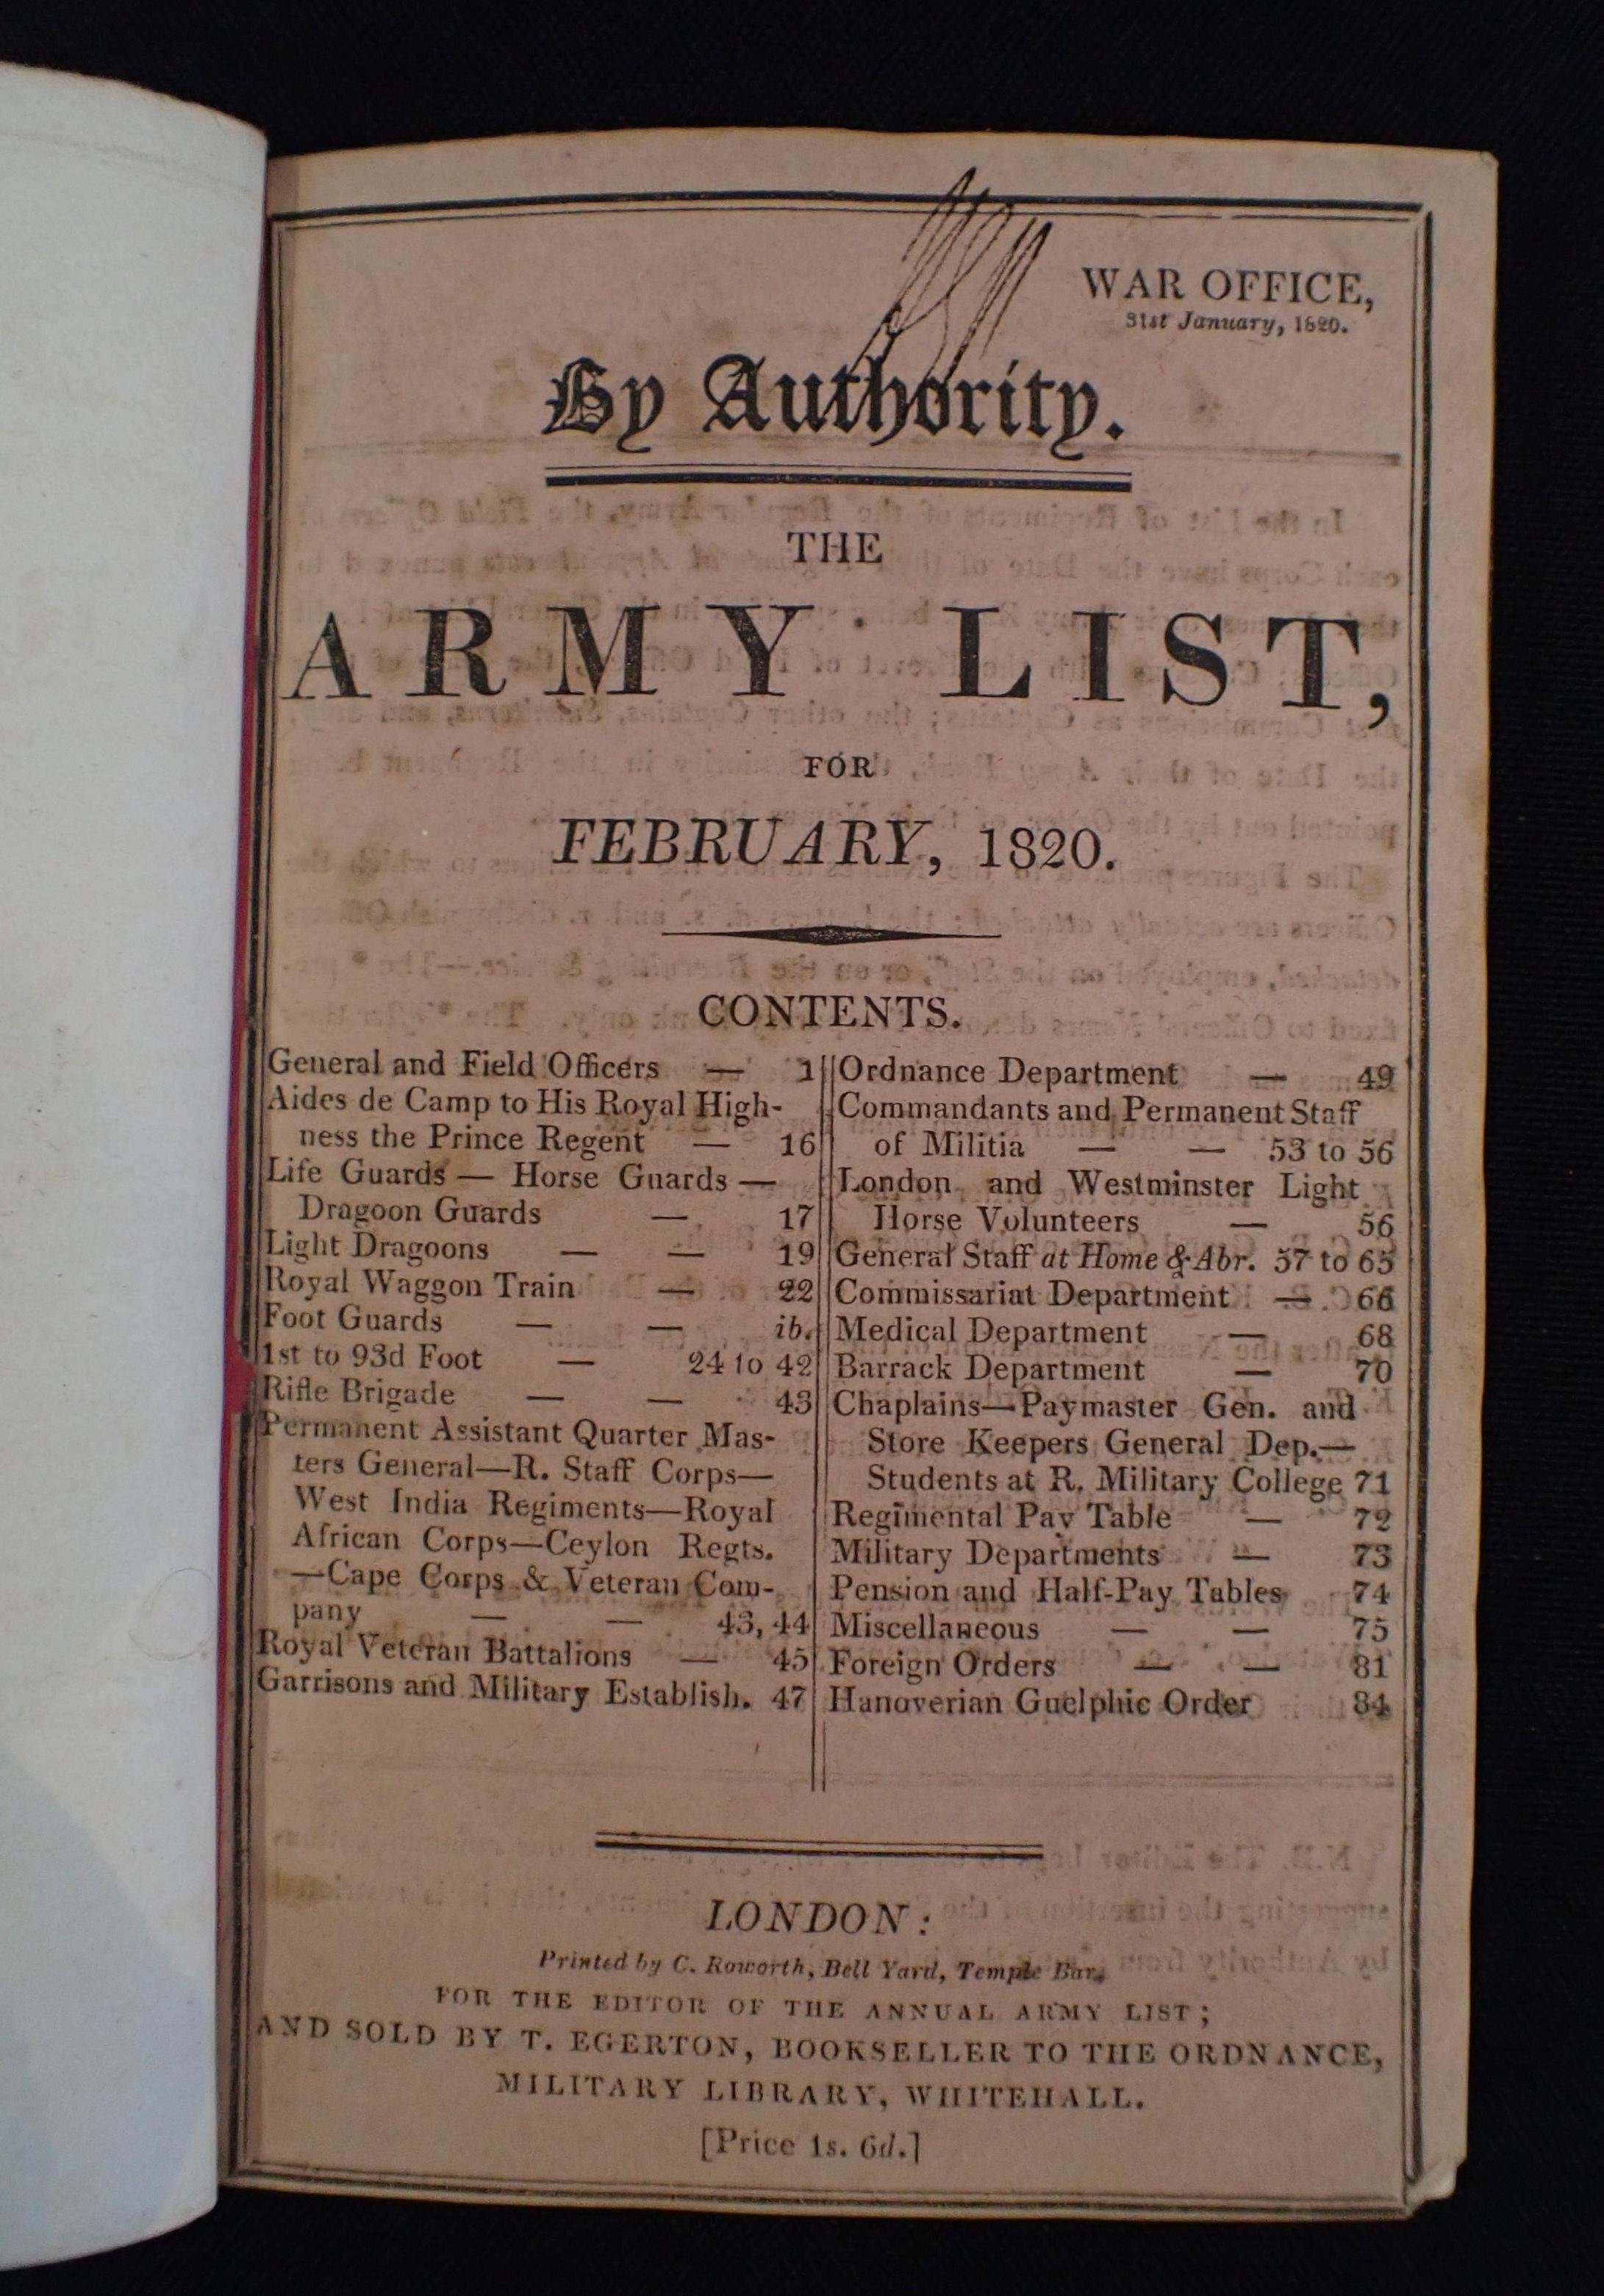 WAR OFFICE,
31st January, 1820.
By Authority.
THE
ARMY LIST,
FOR
FEBRUARY, 1820.
CONTENTS.
General and Field Officers — 1
Aides de Camp to His Royal High-
ness the Prince Regent — 16
Life Guards — Horse Guards —
Dragoon Guards — 17
Light Dragoons — — 19
Royal Waggon Train — 22
Foot Guards — — ib.
1st to 93d Foot — 24 to 42
Rifle Brigade — — 43
Permanent Assistant Quarter Mas-
ters General—R. Staff Corps—
West India Regiments—Royal
African Corps—Ceylon Regts.
—Cape Corps & Veteran Com-
pany — — 43, 44
Royal Veteran Battalions — 45
Garrisons and Military Establish. 47
Ordnance Department — 49
Commandants and Permanent Staff
of Militia — — 53 to 56
London and Westminster Light
Horse Volunteers — 56
General Staff at Home & Abr. 57 to 65
Commissariat Department — 66
Medical Department — 68
Barrack Department — 70
Chaplains—Paymaster Gen. and
Store Keepers General Dep.—
Students at R. Military College 71
Regimental Pay Table — 72
Military Departments — 73
Pension and Half-Pay Tables 74
Miscellaneous — — 75
Foreign Orders — — 81
Hanoverian Guelphic Order 84
LONDON:
Printed by C. Roworth, Bell Yard, Temple Bar,
FOR THE EDITOR OF THE ANNUAL ARMY LIST;
AND SOLD BY T. EGERTON, BOOKSELLER TO THE ORDNANCE,
MILITARY LIBRARY, WHITEHALL.
[Price 1s. 6d.]